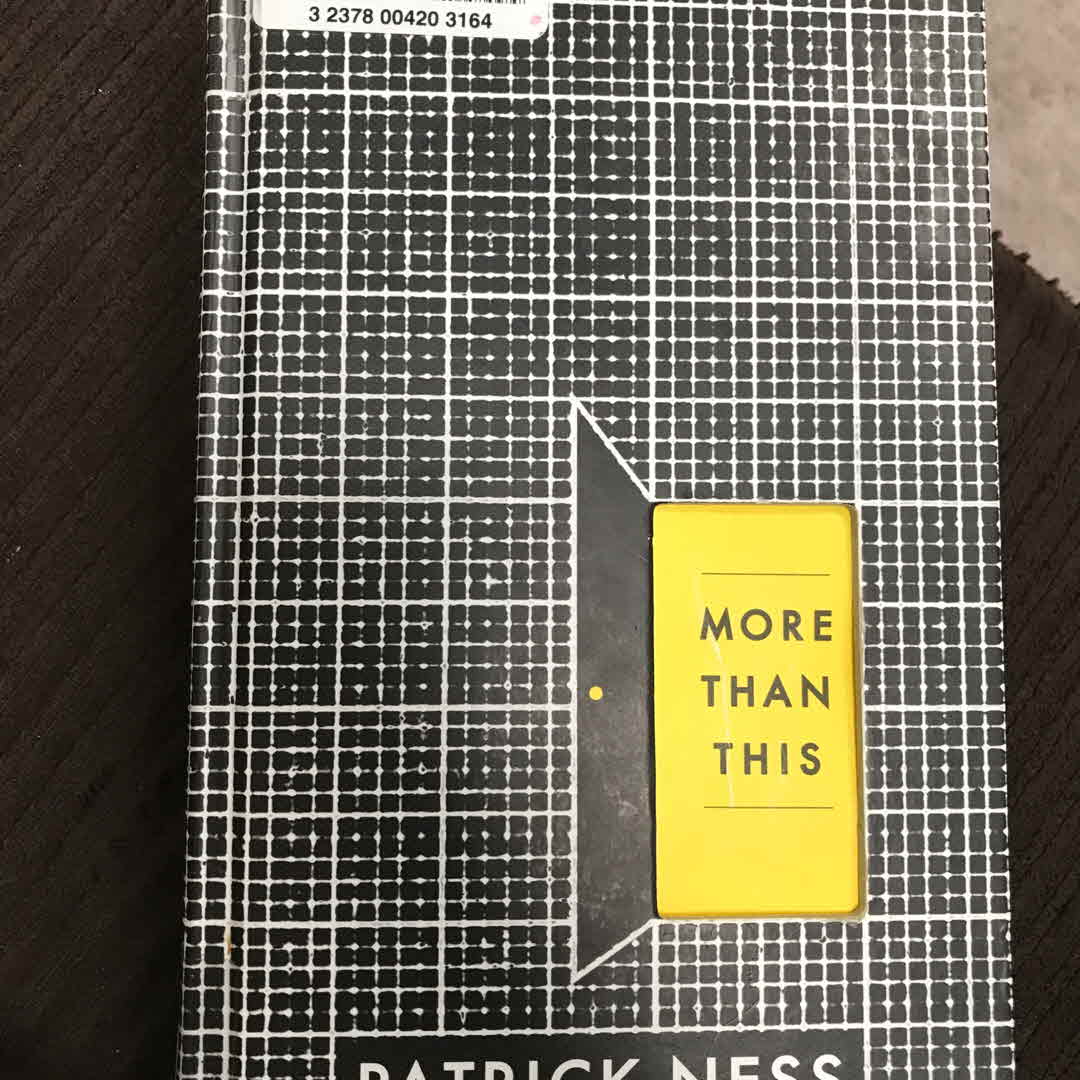 3 2378 00420 3164
MORE
THAN
THIS
PATRICK NESS